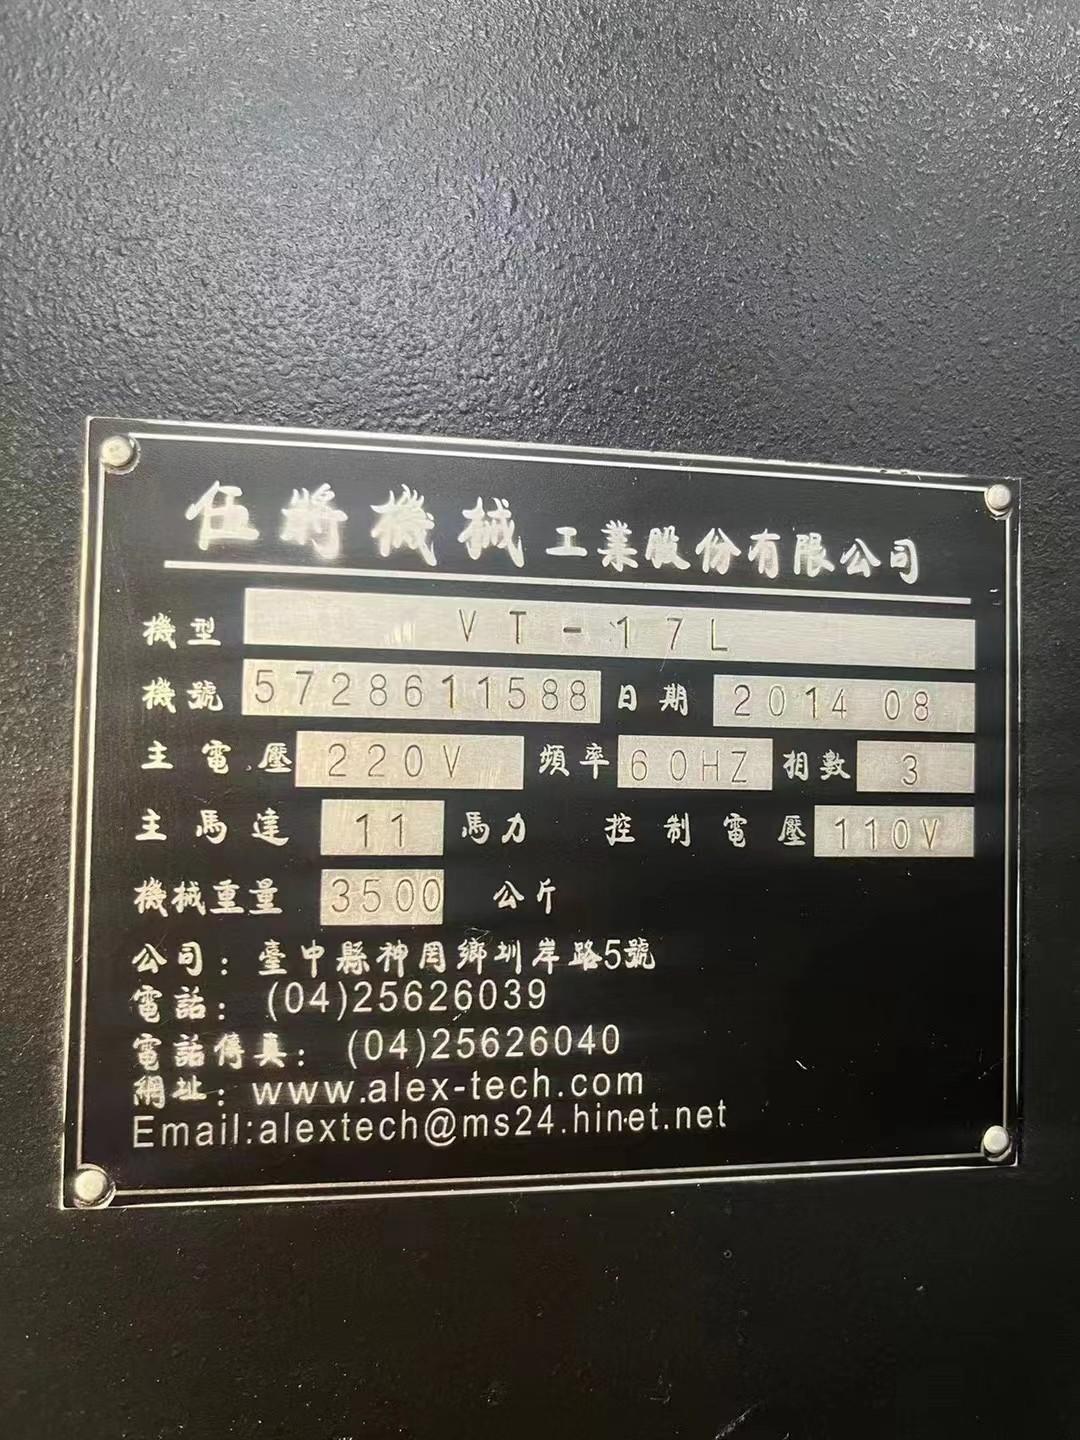 伍將機械工業股份有限公司
機型 VT-17L
機號 5728611588 日期 2014 08
主電壓 220V 頻率 60HZ 相數 3
主馬達 11 馬力 控制電壓 110V
機械重量 3500 公斤
公司：臺中縣神岡鄉圳岸路5號
電話： (04)25626039
電話傳真： (04)25626040
網址：www.alex-tech.com
Email:alextech@ms24.hinet.net